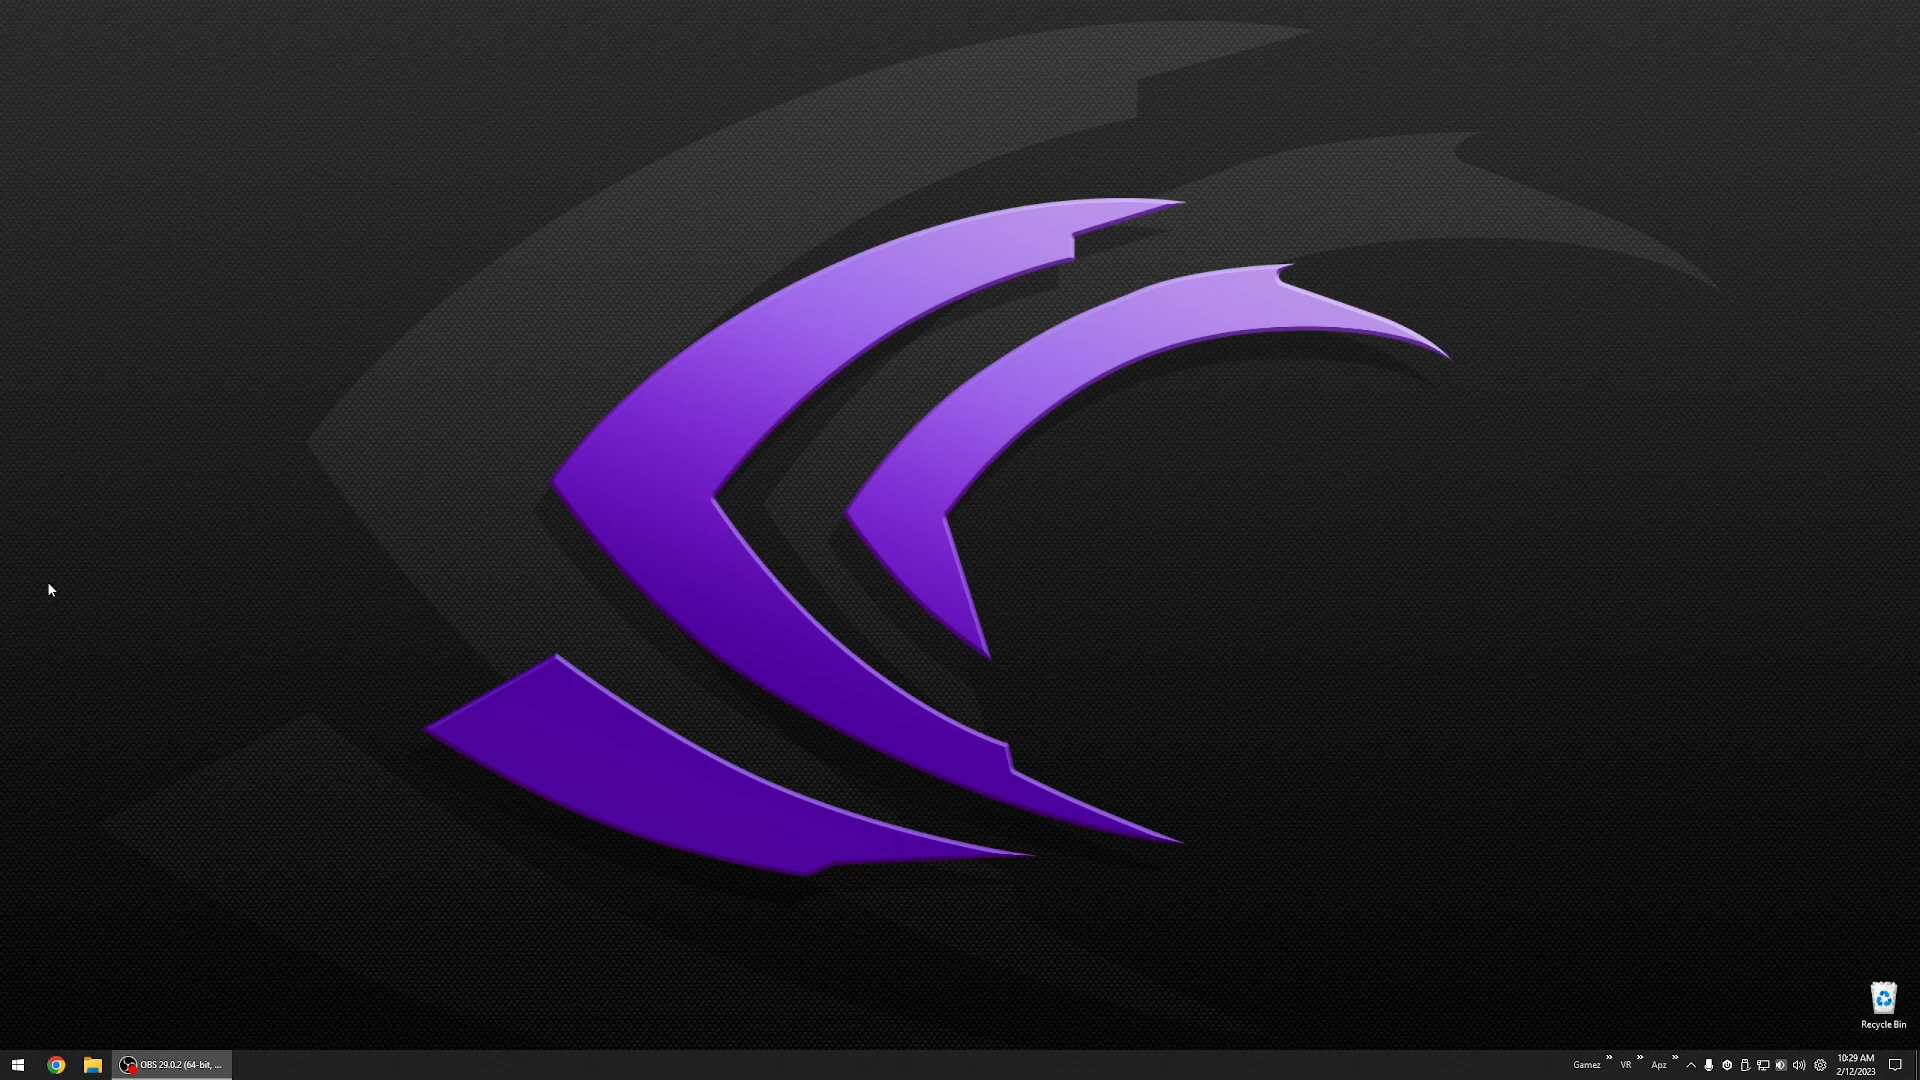 Recycle Bin
OBS 29.0.2 (64-bit, ...
Gamez
VR
Apz
10:29 AM
2/12/2023